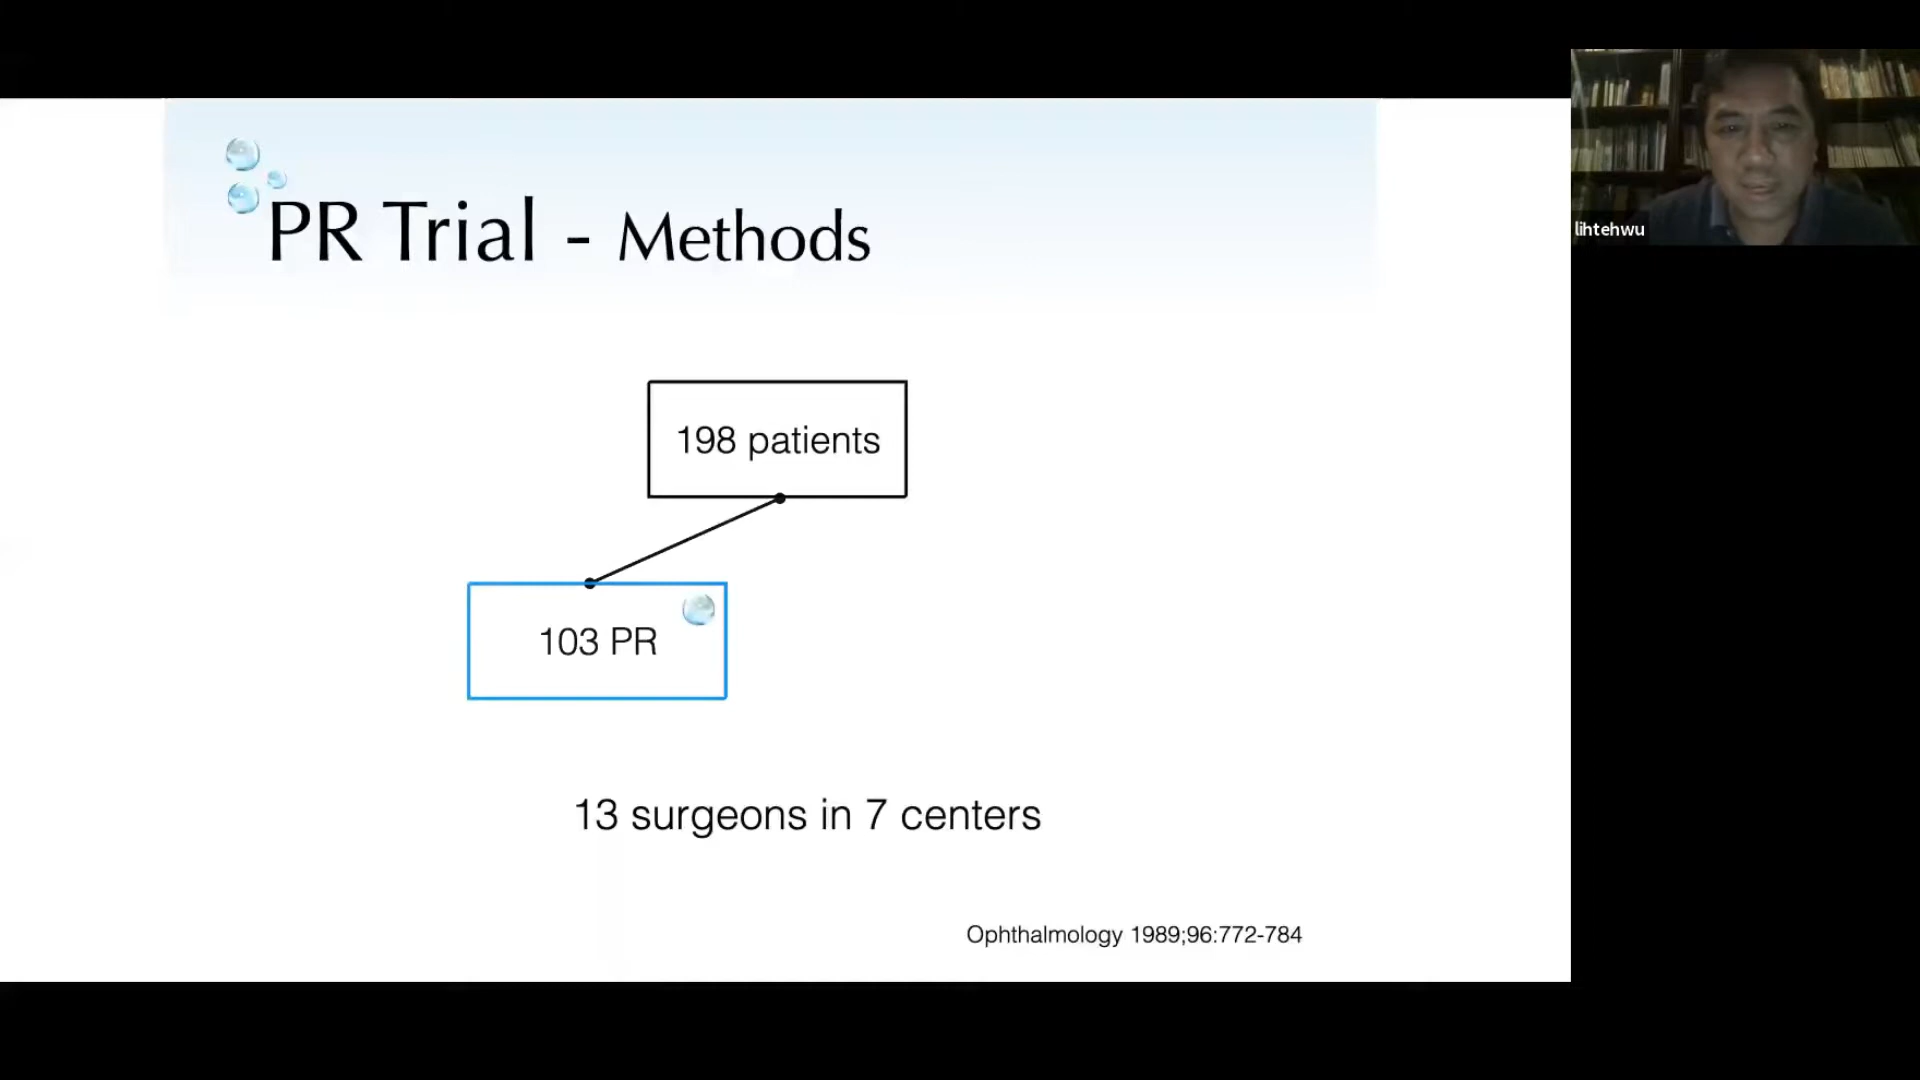 PR Trial - Methods
198 patients
103 PR
13 surgeons in 7 centers
Ophthalmology 1989;96:772-784
lihtehwu